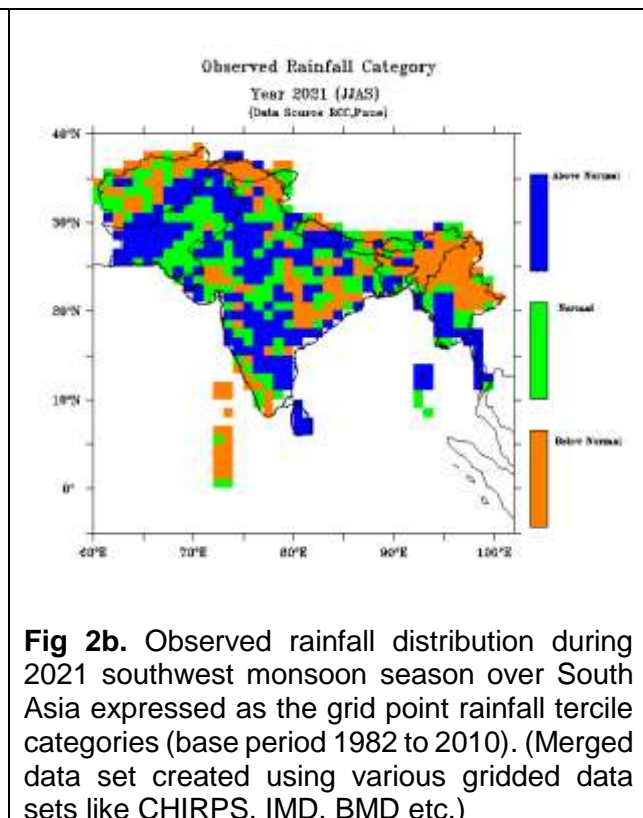 Observed Rainfall Category
Year 2021 (JJAS)
(Data Source RCC,Pune)
40°N
30°N
20°N
10°N
0°
60°E 70°E 80°E 90°E 100°E
Above Normal
Normal
Below Normal
Fig 2b. Observed rainfall distribution during
2021 southwest monsoon season over South
Asia expressed as the grid point rainfall tercile
categories (base period 1982 to 2010). (Merged
data set created using various gridded data
sets like CHIRPS, IMD, BMD etc.)